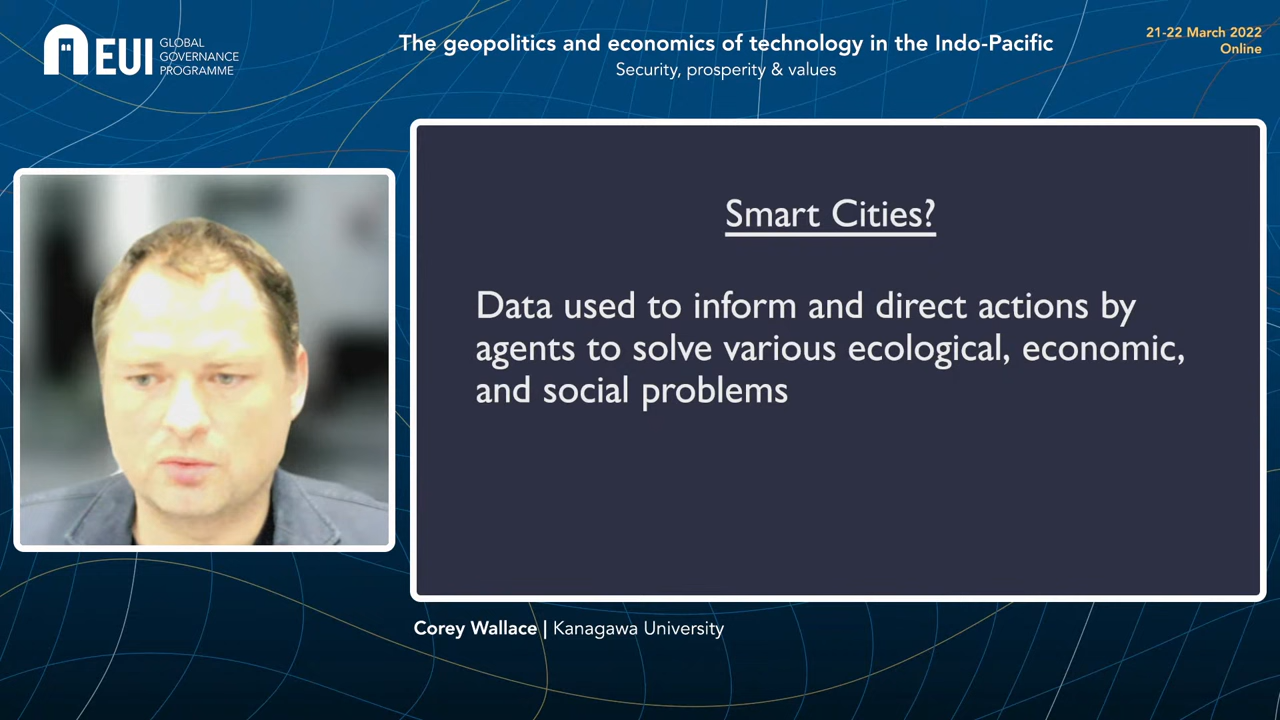 EUI
GLOBAL
GOVERNANCE
PROGRAMME
The geopolitics and economics of technology in the Indo-Pacific
Security, prosperity & values
21-22 March 2022
Online
Smart Cities?
Data used to inform and direct actions by
agents to solve various ecological, economic,
and social problems
Corey Wallace | Kanagawa University